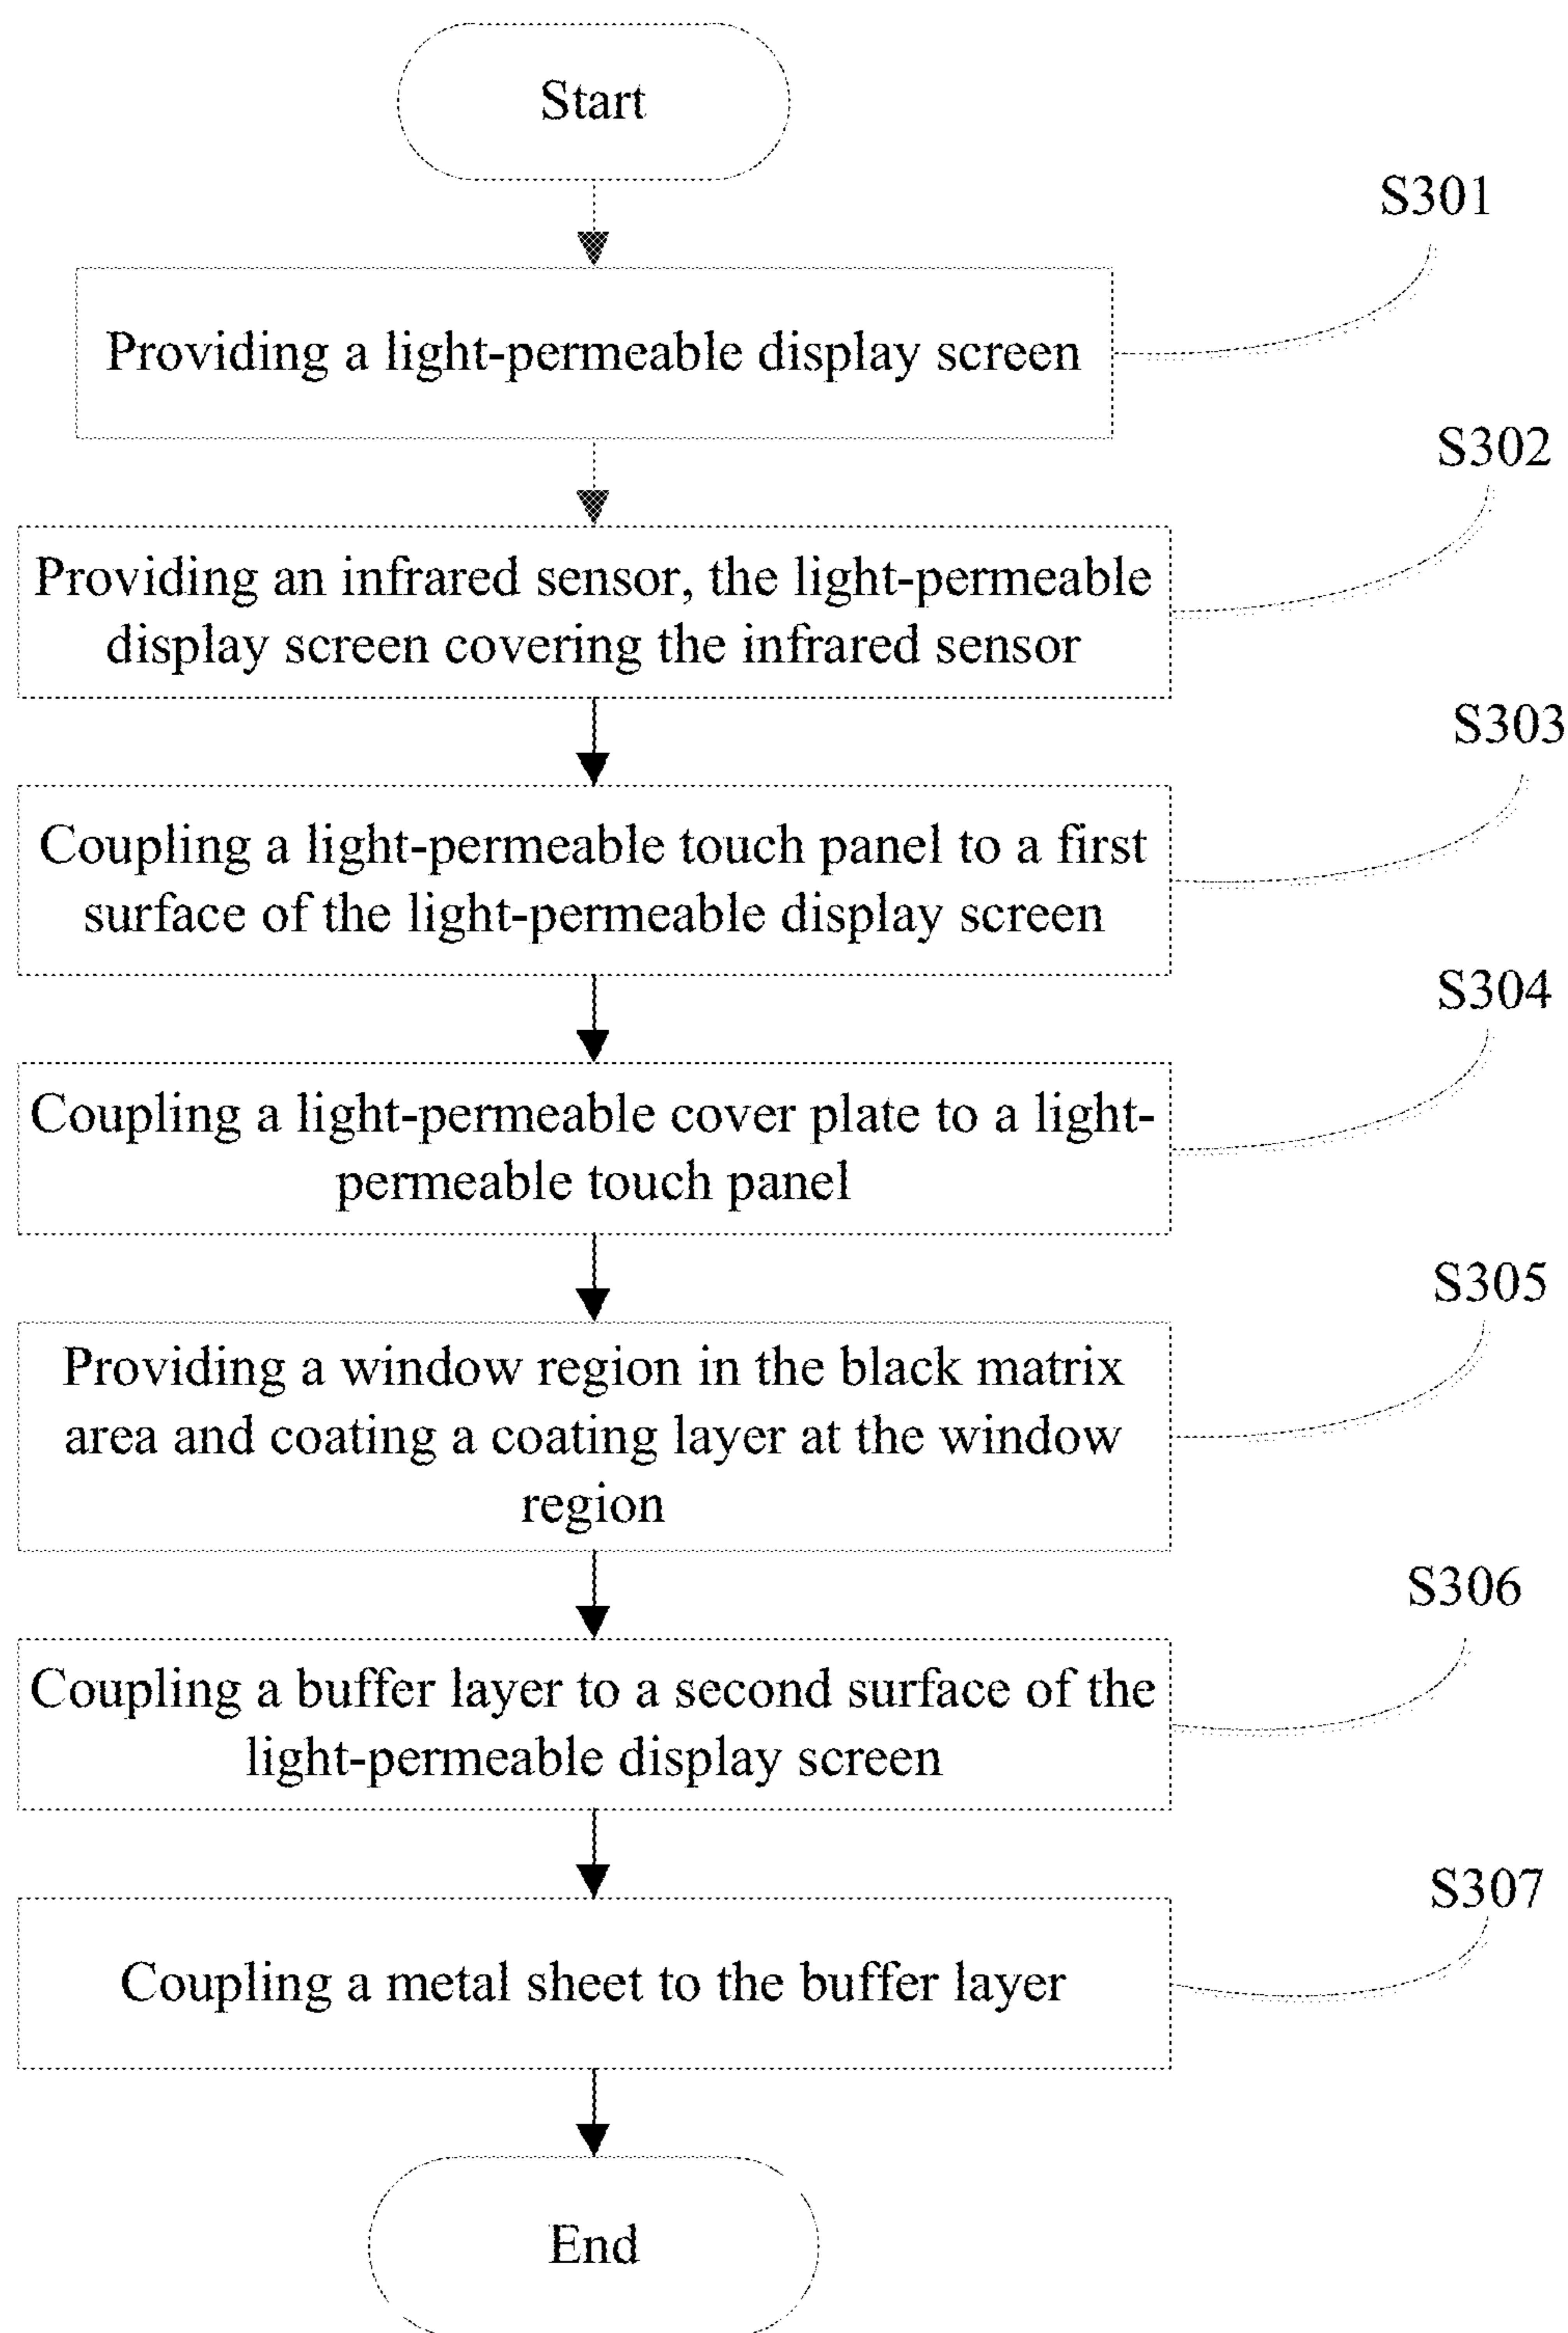 Start
S301
Providing a light-permeable display screen
S302
Providing an infrared sensor, the light-permeable
display screen covering the infrared sensor
S303
Coupling a light-permeable touch panel to a first
surface of the light-permeable display screen
S304
Coupling a light-permeable cover plate to a light-
permeable touch panel
S305
Providing a window region in the black matrix
area and coating a coating layer at the window
region
S306
Coupling a buffer layer to a second surface of the
light-permeable display screen
S307
Coupling a metal sheet to the buffer layer
End